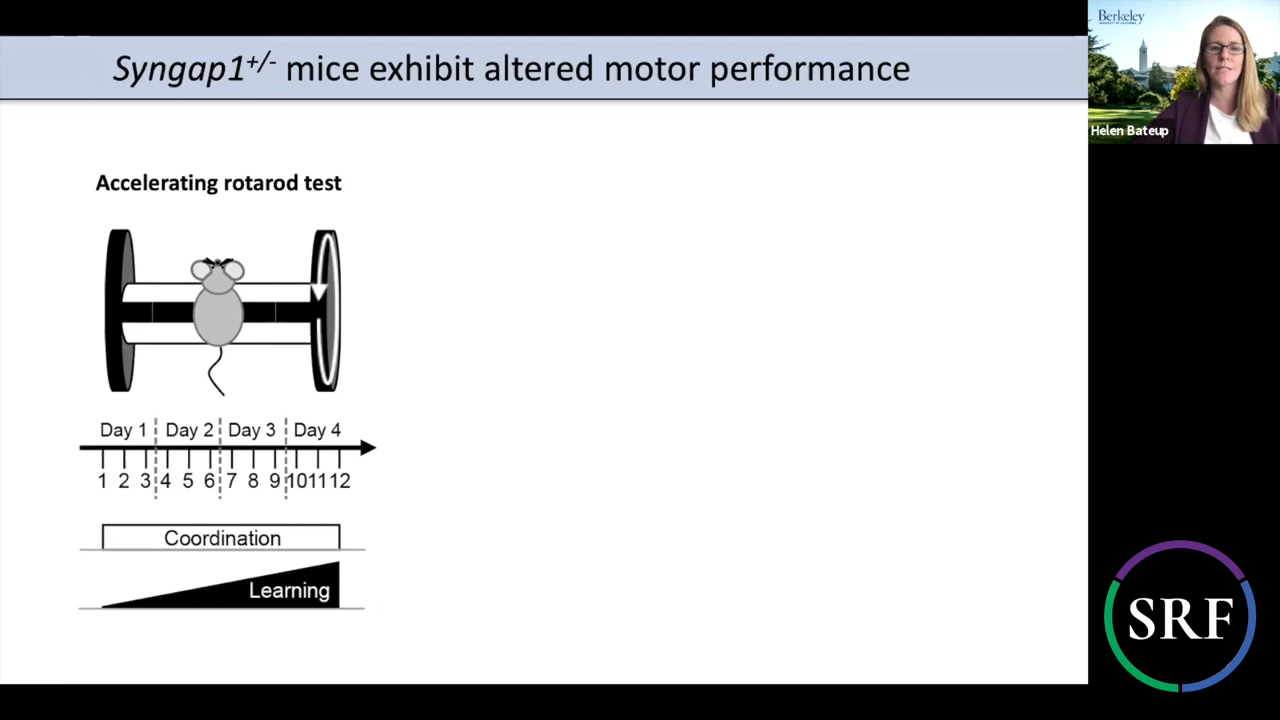 Syngap1+/- mice exhibit altered motor performance
Berkeley
Helen Bateup
Accelerating rotarod test
Day 1 Day 2 Day 3 Day 4
1 2 3 4 5 6 7 8 9 10 11 12
Coordination
Learning
SRF